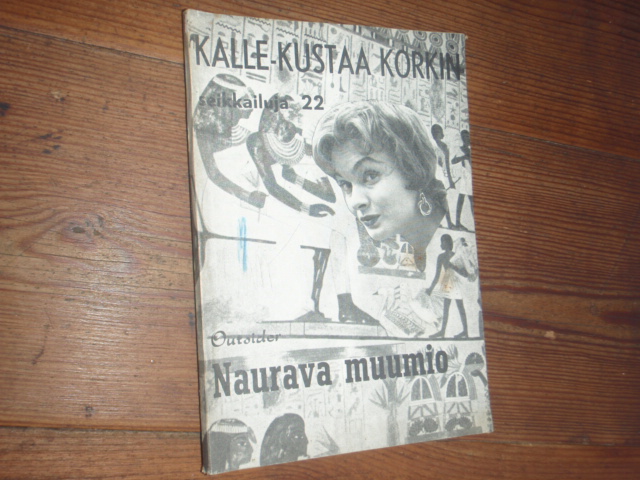 KALLE-KUSTAA KORKIN
seikkailuja 22
Outsider
Naurava muumio